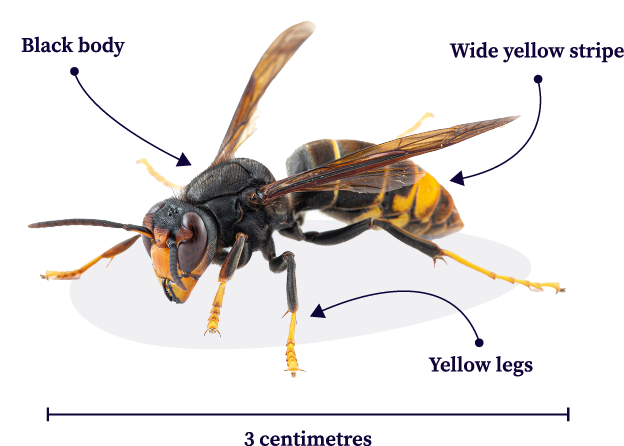 Black body
Wide yellow stripe
Yellow legs
3 centimetres